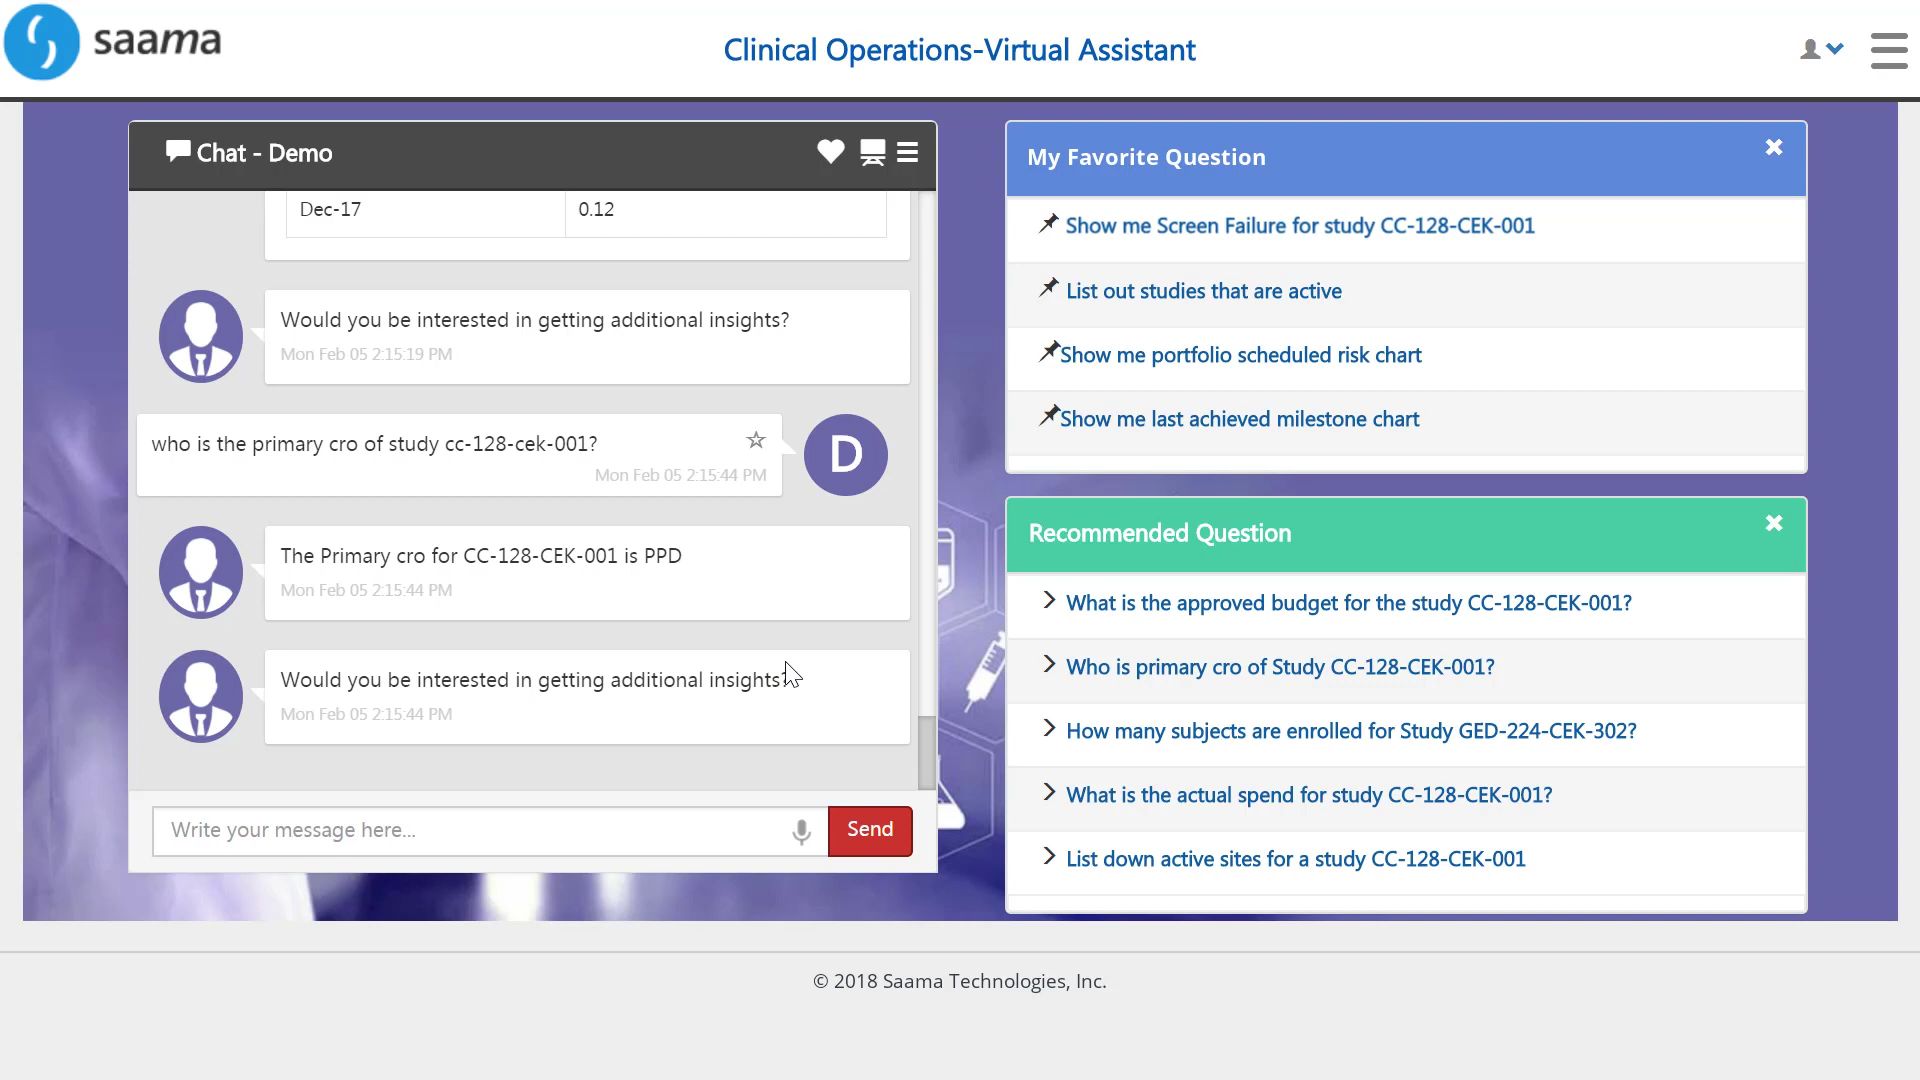 saama
Clinical Operations-Virtual Assistant
Chat - Demo
Dec-17 0.12
Would you be interested in getting additional insights?
Mon Feb 05 2:15:19 PM
who is the primary cro of study cc-128-cek-001?
Mon Feb 05 2:15:44 PM
D
The Primary cro for CC-128-CEK-001 is PPD
Mon Feb 05 2:15:44 PM
Would you be interested in getting additional insights?
Mon Feb 05 2:15:44 PM
Write your message here...
Send
My Favorite Question
Show me Screen Failure for study CC-128-CEK-001
List out studies that are active
Show me portfolio scheduled risk chart
Show me last achieved milestone chart
Recommended Question
What is the approved budget for the study CC-128-CEK-001?
Who is primary cro of Study CC-128-CEK-001?
How many subjects are enrolled for Study GED-224-CEK-302?
What is the actual spend for study CC-128-CEK-001?
List down active sites for a study CC-128-CEK-001
© 2018 Saama Technologies, Inc.